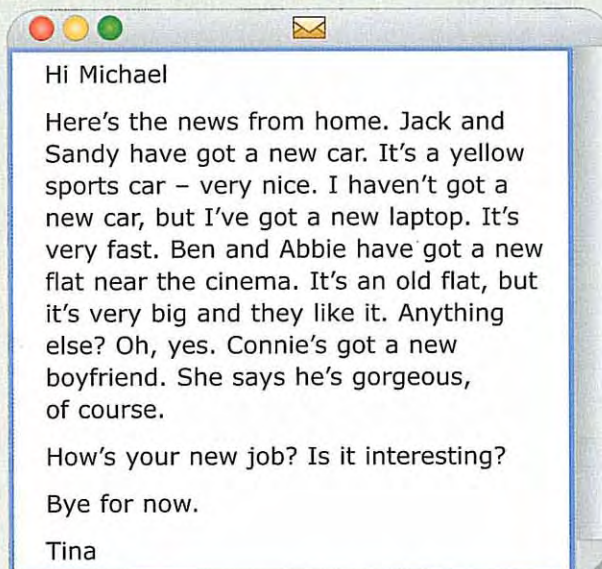 Hi Michael
Here's the news from home. Jack and
Sandy have got a new car. It's a yellow
sports car – very nice. I haven't got a
new car, but I've got a new laptop. It's
very fast. Ben and Abbie have got a new
flat near the cinema. It's an old flat, but
it's very big and they like it. Anything
else? Oh, yes. Connie's got a new
boyfriend. She says he's gorgeous,
of course.
How's your new job? Is it interesting?
Bye for now.
Tina